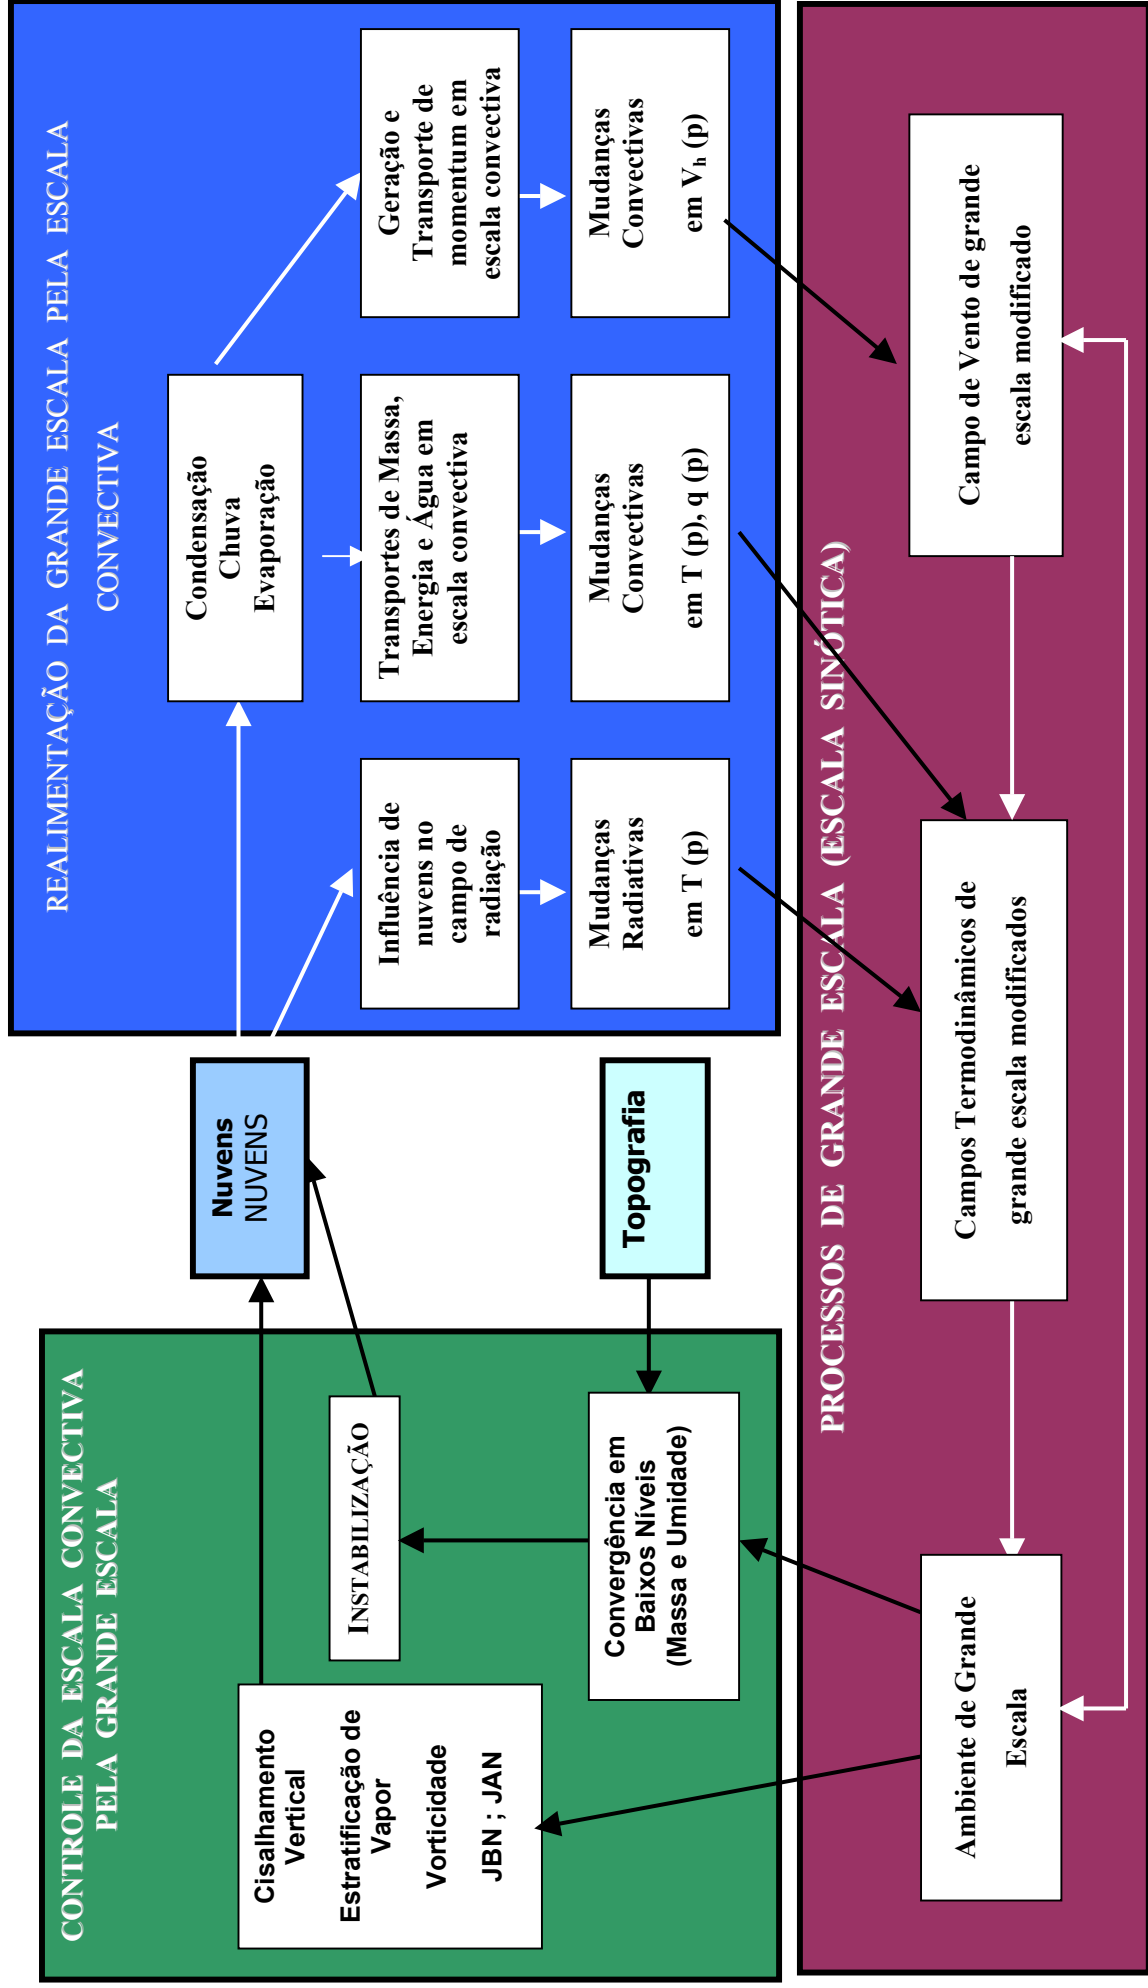 CONTROLE DA ESCALA CONVECTIVA
PELA GRANDE ESCALA
Cisalhamento
Vertical
Estratificação de
Vapor
Vorticidade
JBN ; JAN
INSTABILIZAÇÃO
Convergência em
Baixos Níveis
(Massa e Umidade)
Nuvens
NUVENS
Topografia
REALIMENTAÇÃO DA GRANDE ESCALA PELA ESCALA
CONVECTIVA
Condensação
Chuva
Evaporação
Influência de
nuvens no
campo de
radiação
Transportes de Massa,
Energia e Água em
escala convectiva
Geração e
Transporte de
momentum em
escala convectiva
Mudanças
Radiativas
em T (p)
Mudanças
Convectivas
em T (p), q (p)
Mudanças
Convectivas
em Vₕ (p)
PROCESSOS DE GRANDE ESCALA (ESCALA SINÓTICA)
Ambiente de Grande
Escala
Campos Termodinâmicos de
grande escala modificados
Campo de Vento de grande
escala modificado